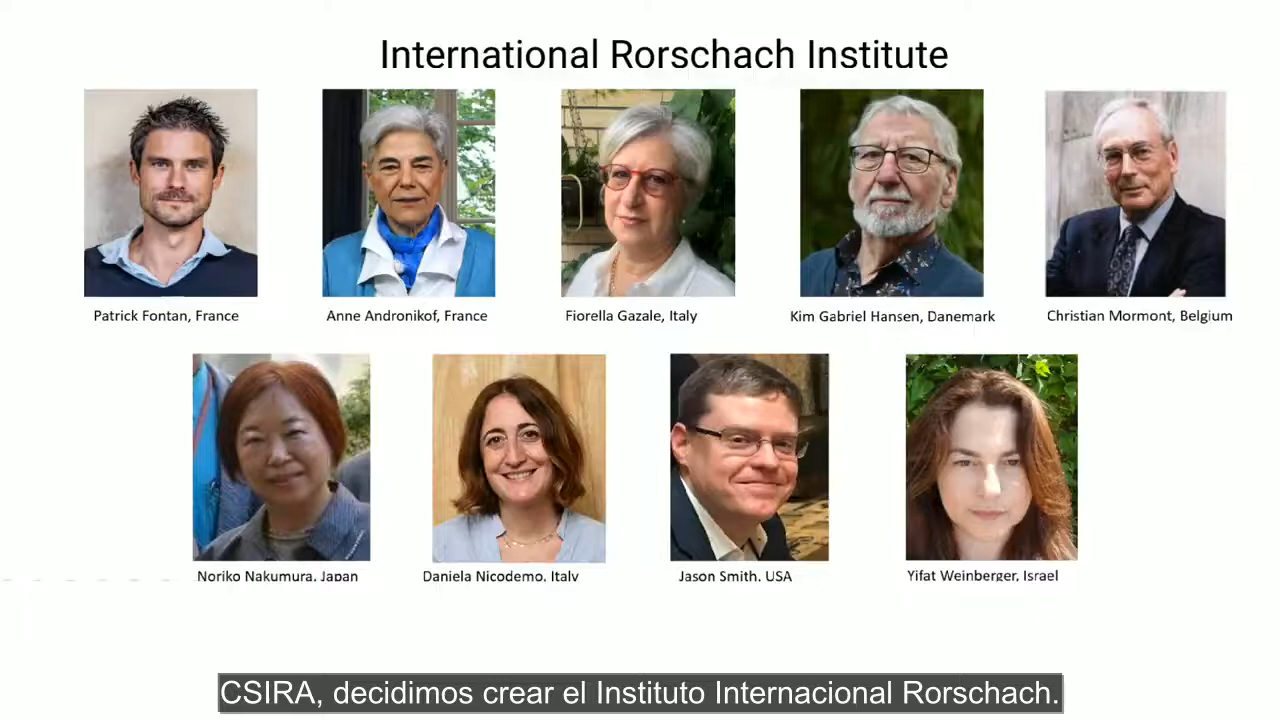 International Rorschach Institute
Patrick Fontan, France
Anne Andronikof, France
Fiorella Gazale, Italy
Kim Gabriel Hansen, Danemark
Christian Mormont, Belgium
Noriko Nakumura, Japan
Daniela Nicodemo, Italy
Jason Smith, USA
Yifat Weinberger, Israel
CSIRA, decidimos crear el Instituto Internacional Rorschach.